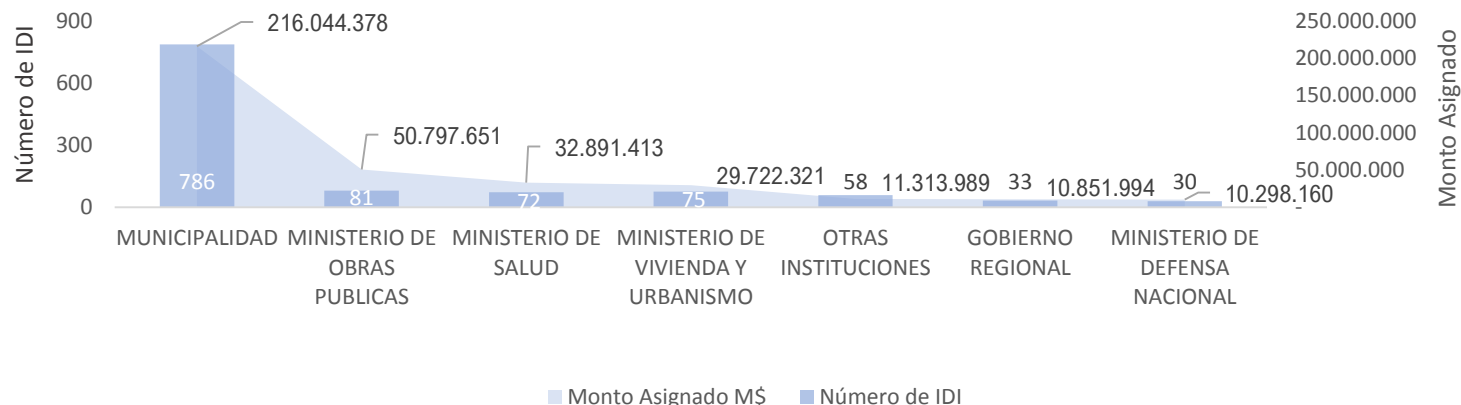 Número de IDI
900
600
300
0
216.044.378
50.797.651
32.891.413
29.722.321
11.313.989
10.851.994
10.298.160
786
81
72
75
58
33
30
250.000.000
200.000.000
150.000.000
100.000.000
50.000.000
-
Monto Asignado
MUNICIPALIDAD
MINISTERIO DE
OBRAS
PUBLICAS
MINISTERIO DE
SALUD
MINISTERIO DE
VIVIENDA Y
URBANISMO
OTRAS
INSTITUCIONES
GOBIERNO
REGIONAL
MINISTERIO DE
DEFENSA
NACIONAL
Monto Asignado M$
Número de IDI